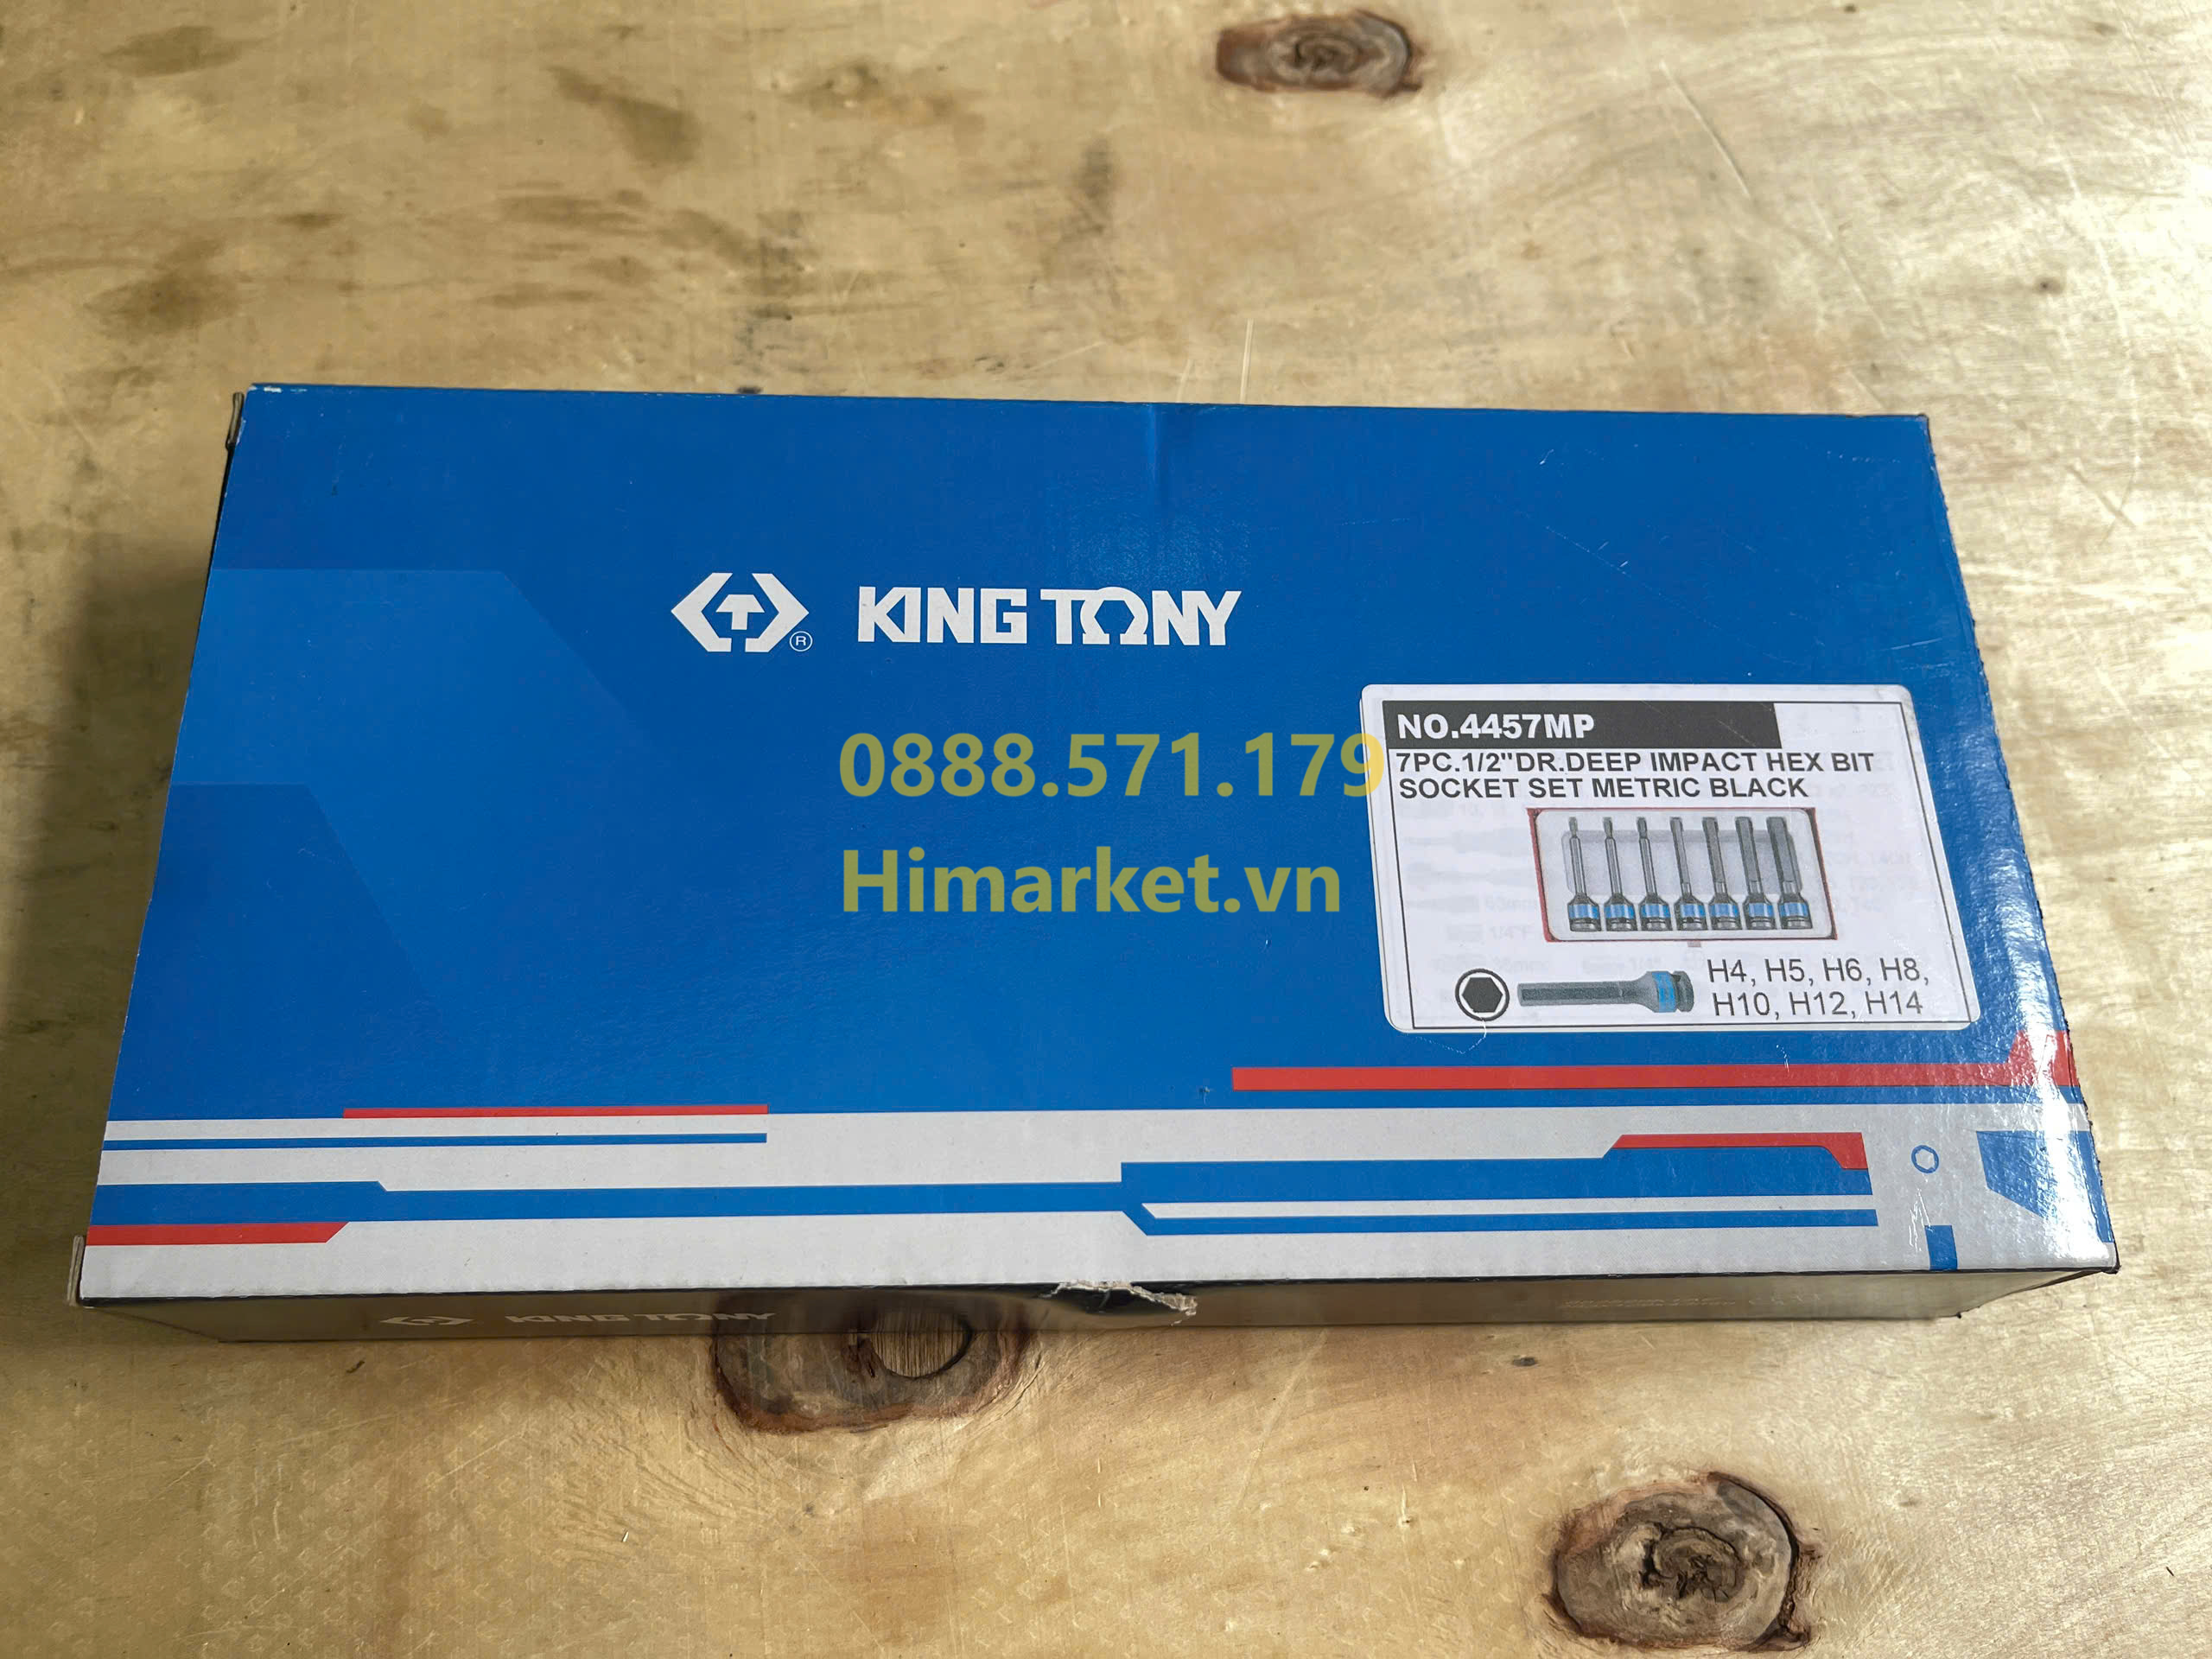 KING TONY
®
NO.4457MP
7PC.1/2"DR.DEEP IMPACT HEX BIT
SOCKET SET METRIC BLACK
H4, H5, H6, H8,
H10, H12, H14
0888.571.179
Himarket.vn
KING TONY